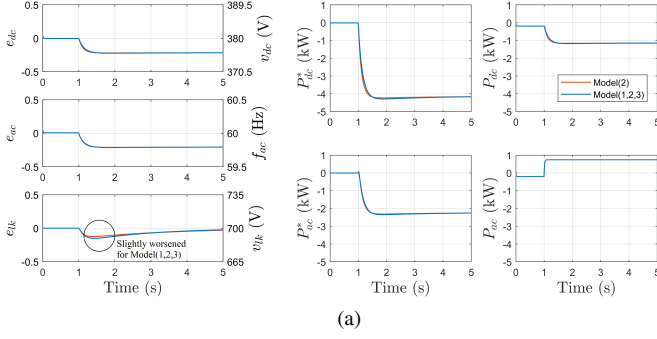 0.5
0
-0.5
0 1 2 3 4 5
e_dc
389.5
380
370.5
v_dc (V)
0.5
0
-0.5
0 1 2 3 4 5
e_ac
60.5
60
59.5
f_ac (Hz)
0.5
0
-0.5
0 1 2 3 4 5
e_lk
735
700
665
v_lk (V)
Slightly worsened
for Model(1,2,3)
Time (s)
1
0
-1
-2
-3
-4
-5
0 1 2 3 4 5
P*_dc (kW)
1
0
-1
-2
-3
-4
-5
0 1 2 3 4 5
P_dc (kW)
Model(2)
Model(1,2,3)
1
0
-1
-2
-3
-4
-5
0 1 2 3 4 5
P*_ac (kW)
Time (s)
1
0
-1
-2
-3
-4
-5
0 1 2 3 4 5
P_ac (kW)
Time (s)
(a)